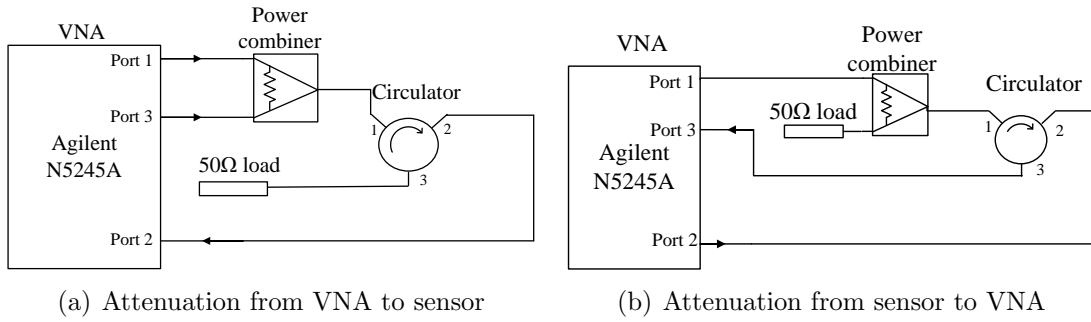 VNA
Power
combiner
Port 1
Port 3
Agilent
N5245A
Port 2
Circulator
1
2
3
50Ω load
(a) Attenuation from VNA to sensor
VNA
Power
combiner
Port 1
50Ω load
Port 3
Agilent
N5245A
Port 2
Circulator
1
2
3
(b) Attenuation from sensor to VNA